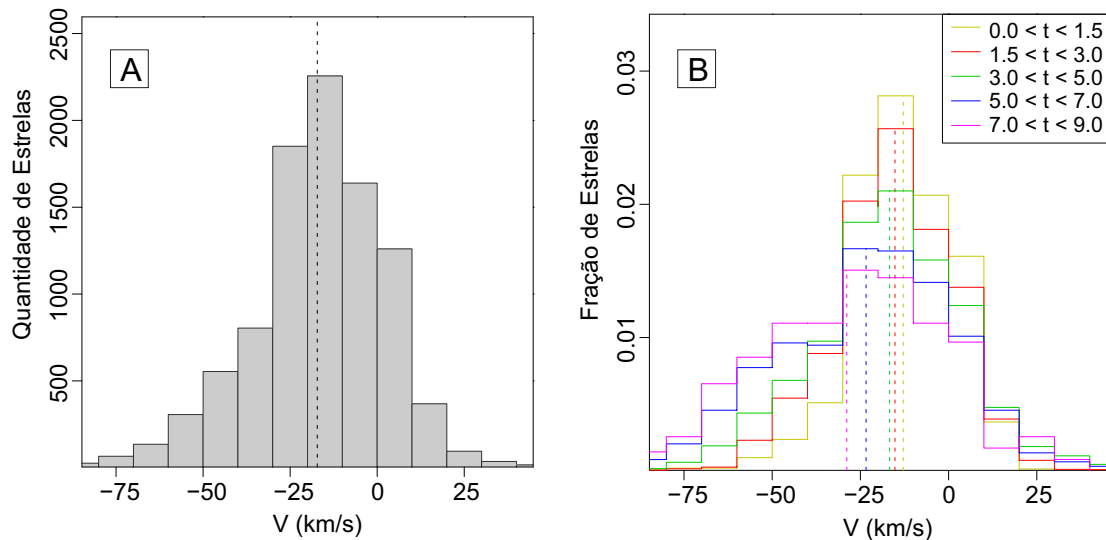 A
Quantidade de Estrelas
2500
2000
1500
1000
500
−75
−50
−25
0
25
V (km/s)
B
Fração de Estrelas
0.03
0.02
0.01
−75
−50
−25
0
25
V (km/s)
0.0 < t < 1.5
1.5 < t < 3.0
3.0 < t < 5.0
5.0 < t < 7.0
7.0 < t < 9.0